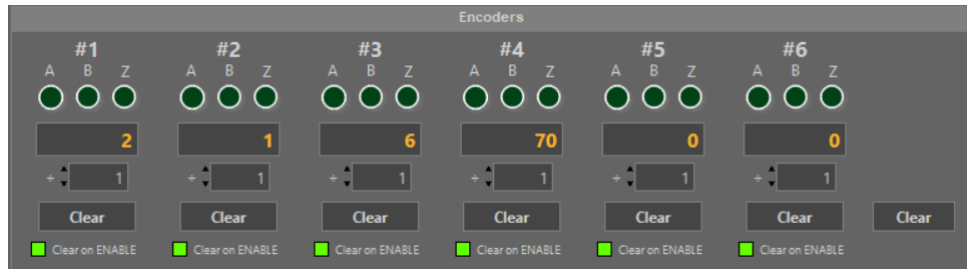 Encoders
#1 #2 #3 #4 #5 #6
A B Z A B Z A B Z A B Z A B Z A B Z
2 1 6 70 0 0
÷ 1 ÷ 1 ÷ 1 ÷ 1 ÷ 1 ÷ 1
Clear Clear Clear Clear Clear Clear Clear
Clear on ENABLE Clear on ENABLE Clear on ENABLE Clear on ENABLE Clear on ENABLE Clear on ENABLE